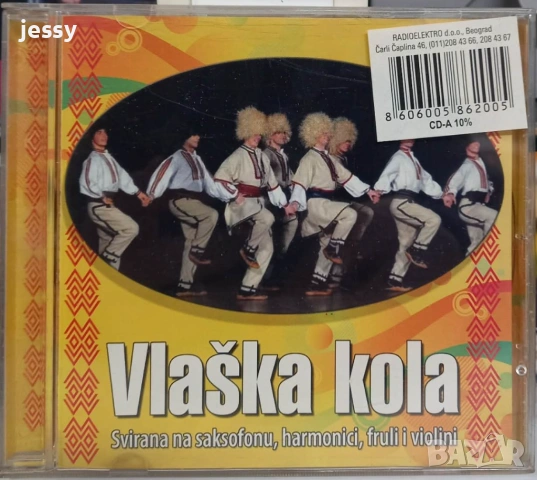 jessy
RADIOELEKTRO d.o.o., Beograd
Čarli Čaplina 46, (011)208 43 66, 208 43 67
8 606005 862005
CD-A 10%
Vlaška kola
Svirana na saksofonu, harmonici, fruli i violini
BAZAR